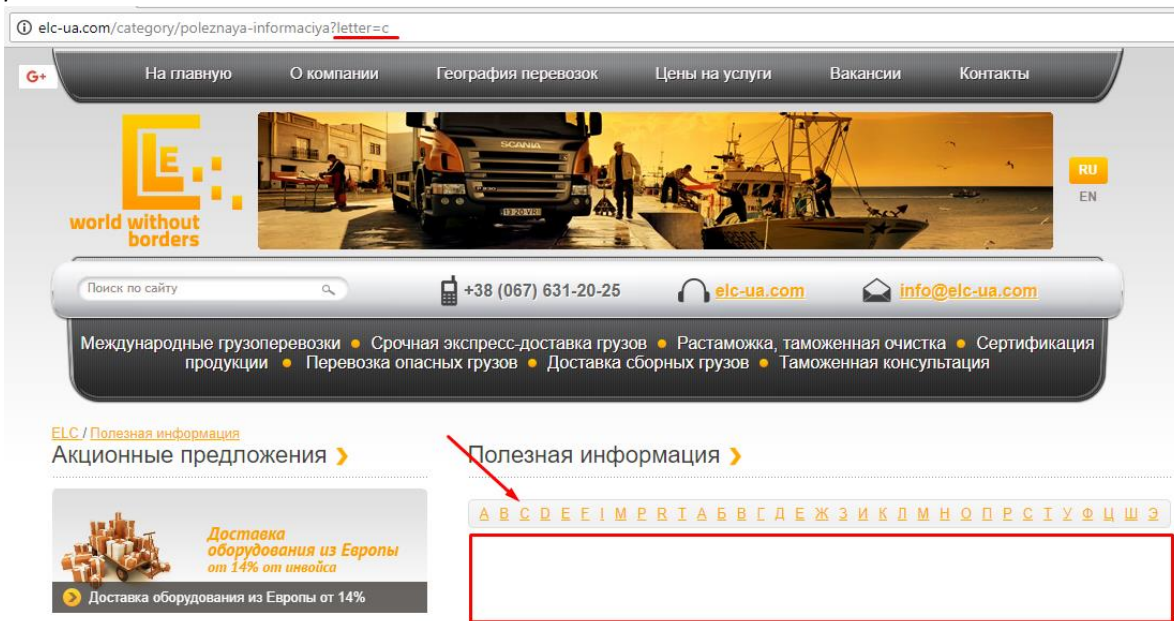 elc-ua.com/category/poleznaya-informaciya?letter=c
G+
На главную О компании География перевозок Цены на услуги Вакансии Контакты
LE
world without
borders
SCANIA
RU
EN
Поиск по сайту +38 (067) 631-20-25 elc-ua.com info@elc-ua.com
Международные грузоперевозки • Срочная экспресс-доставка грузов • Растаможка, таможенная очистка • Сертификация
продукции • Перевозка опасных грузов • Доставка сборных грузов • Таможенная консультация
ELC / Полезная информация
Акционные предложения Полезная информация
A B C D E F I M P R T А Б В Г Д Е Ж З И К Л М Н О П Р С Т У Ф Ц Ш Э
Доставка
оборудования из Европы
от 14% от инвойса
Доставка оборудования из Европы от 14%